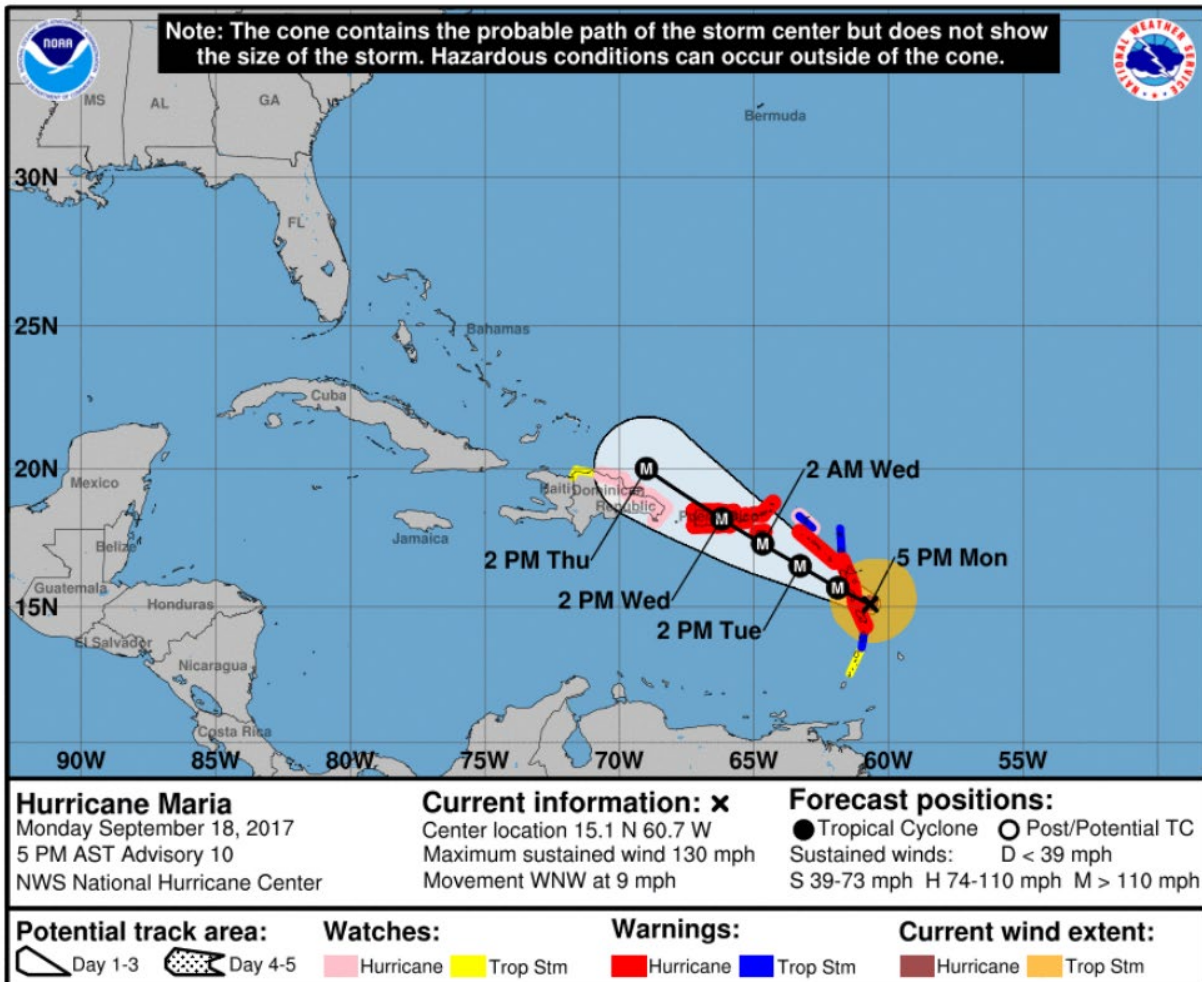 Note: The cone contains the probable path of the storm center but does not show
the size of the storm. Hazardous conditions can occur outside of the cone.
NOAA
NATIONAL WEATHER SERVICE
MS
AL
GA
Bermuda
30N
FL
25N
Bahamas
Cuba
20N
Mexico
Haiti
Dominican
Republic
2 AM Wed
Jamaica
Belize
2 PM Thu
5 PM Mon
Guatemala
Honduras
2 PM Wed
15N
2 PM Tue
El Salvador
Nicaragua
Costa Rica
M
M
M
M
M
90W 85W 80W 75W 70W 65W 60W 55W
Hurricane Maria
Monday September 18, 2017
5 PM AST Advisory 10
NWS National Hurricane Center
Current information: ×
Center location 15.1 N 60.7 W
Maximum sustained wind 130 mph
Movement WNW at 9 mph
Forecast positions:
Tropical Cyclone Post/Potential TC
Sustained winds: D < 39 mph
S 39-73 mph H 74-110 mph M > 110 mph
Potential track area:
Day 1-3 Day 4-5
Watches:
Hurricane Trop Stm
Warnings:
Hurricane Trop Stm
Current wind extent:
Hurricane Trop Stm